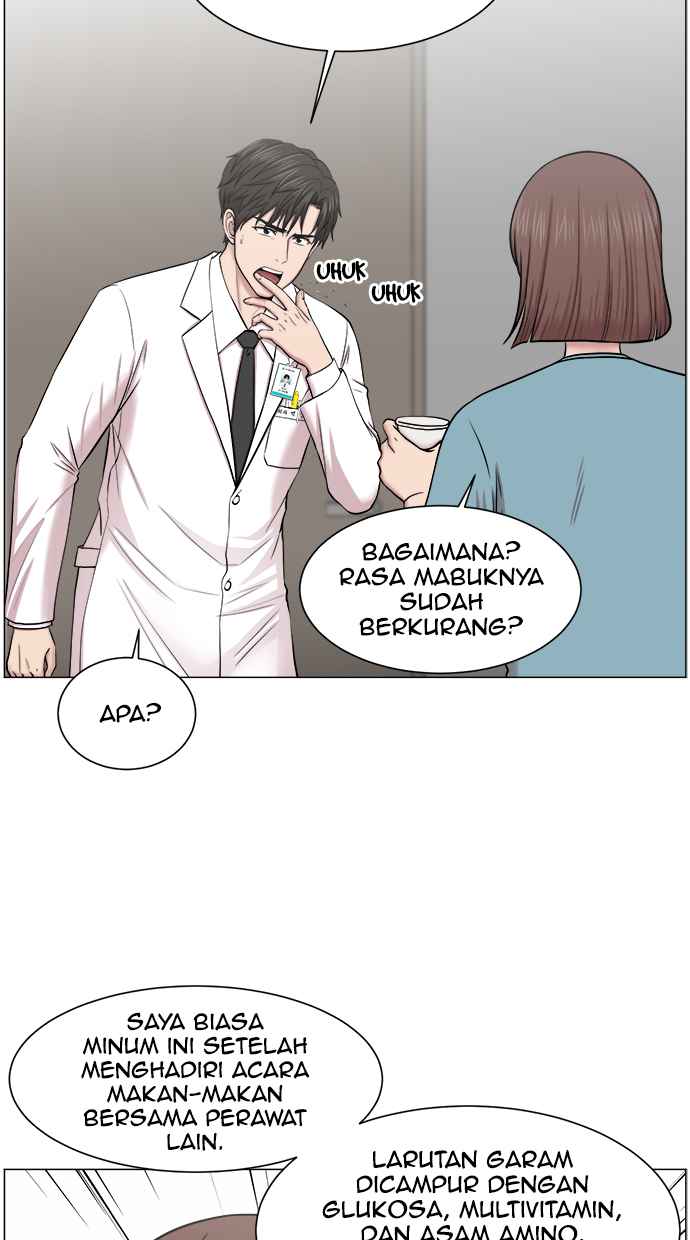 UHUK
UHUK
BAGAIMANA?
RASA MABUKNYA
SUDAH
BERKURANG?
APA?
SAYA BIASA
MINUM INI SETELAH
MENGHADIRI ACARA
MAKAN-MAKAN
BERSAMA PERAWAT
LAIN.
LARUTAN GARAM
DICAMPUR DENGAN
GLUKOSA, MULTIVITAMIN,
DAN ASAM AMINO.